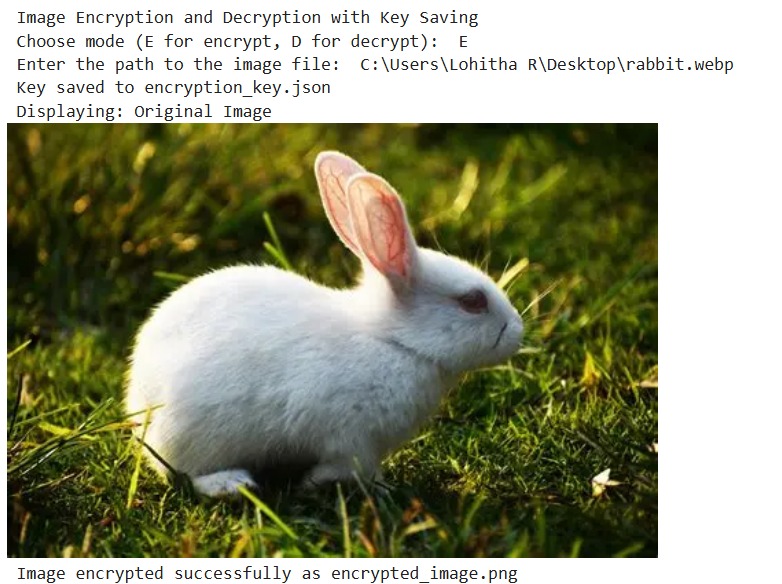 Image Encryption and Decryption with Key Saving
Choose mode (E for encrypt, D for decrypt):  E
Enter the path to the image file:  C:\Users\Lohitha R\Desktop\rabbit.webp
Key saved to encryption_key.json
Displaying: Original Image
Image encrypted successfully as encrypted_image.png